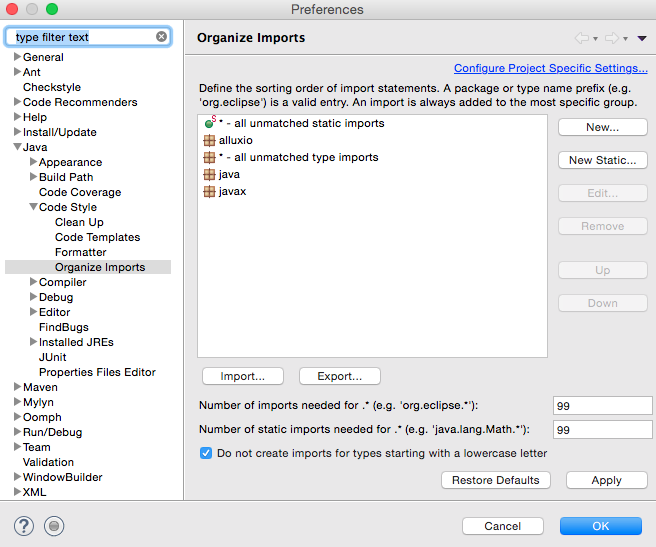 Preferences
type filter text
General
Ant
Checkstyle
Code Recommenders
Help
Install/Update
Java
Appearance
Build Path
Code Coverage
Code Style
Clean Up
Code Templates
Formatter
Organize Imports
Compiler
Debug
Editor
FindBugs
Installed JREs
JUnit
Properties Files Editor
Maven
Mylyn
Oomph
Run/Debug
Team
Validation
WindowBuilder
XML
Organize Imports
Configure Project Specific Settings...
Define the sorting order of import statements. A package or type name prefix (e.g.
'org.eclipse') is a valid entry. An import is always added to the most specific group.
S * - all unmatched static imports
alluxio
* - all unmatched type imports
java
javax
New...
New Static...
Edit...
Remove
Up
Down
Import...
Export...
Number of imports needed for .* (e.g. 'org.eclipse.*'):
99
Number of static imports needed for .* (e.g. 'java.lang.Math.*'):
99
Do not create imports for types starting with a lowercase letter
Restore Defaults
Apply
?
Cancel
OK